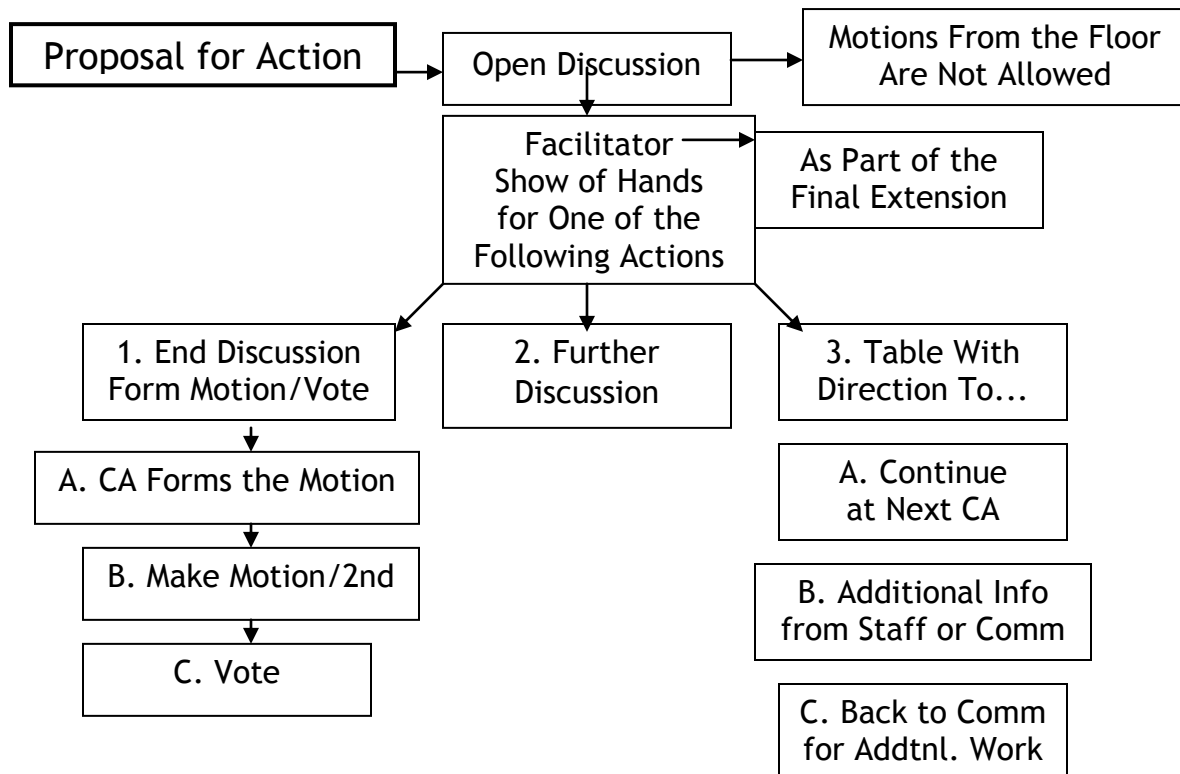 Proposal for Action
Open Discussion
Motions From the Floor
Are Not Allowed
Facilitator
Show of Hands
for One of the
Following Actions
As Part of the
Final Extension
1. End Discussion
Form Motion/Vote
2. Further
Discussion
3. Table With
Direction To...
A. CA Forms the Motion
B. Make Motion/2nd
C. Vote
A. Continue
at Next CA
B. Additional Info
from Staff or Comm
C. Back to Comm
for Addtnl. Work